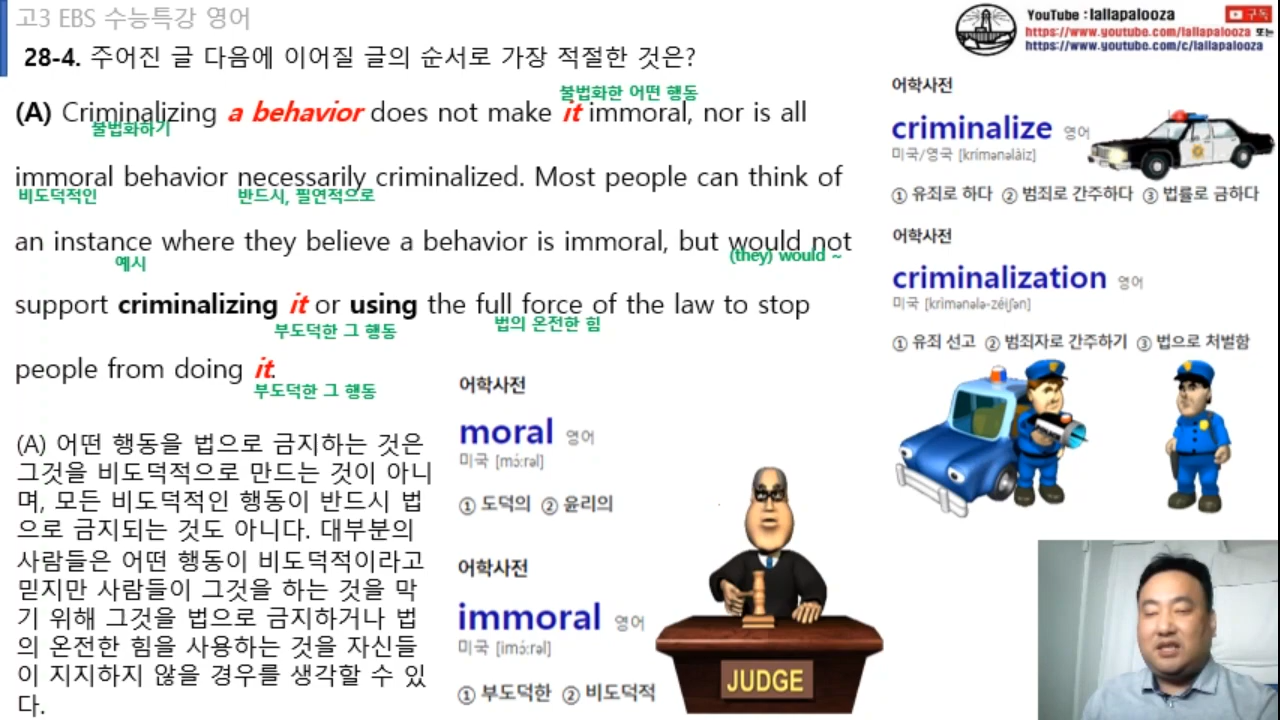 고3 EBS 수능특강 영어
YouTube : lallapalooza
구독
https://www.youtube.com/lallapalooza 또는
https://www.youtube.com/c/lallapalooza
28-4. 주어진 글 다음에 이어질 글의 순서로 가장 적절한 것은?
불법화한 어떤 행동
(A) Criminalizing a behavior does not make it immoral, nor is all
불법화하기
immoral behavior necessarily criminalized. Most people can think of
비도덕적인 반드시, 필연적으로
an instance where they believe a behavior is immoral, but would not
예시 (they) would ~
support criminalizing it or using the full force of the law to stop
부도덕한 그 행동 법의 온전한 힘
people from doing it.
부도덕한 그 행동
(A) 어떤 행동을 법으로 금지하는 것은
그것을 비도덕적으로 만드는 것이 아니
며, 모든 비도덕적인 행동이 반드시 법
으로 금지되는 것도 아니다. 대부분의
사람들은 어떤 행동이 비도덕적이라고
믿지만 사람들이 그것을 하는 것을 막
기 위해 그것을 법으로 금지하거나 법
의 온전한 힘을 사용하는 것을 자신들
이 지지하지 않을 경우를 생각할 수 있
다.
어학사전
moral 영어
미국 [mɔ́ːrəl]
① 도덕의 ② 윤리의
어학사전
immoral 영어
미국 [imɔ́ːrəl]
① 부도덕한 ② 비도덕적
JUDGE
어학사전
criminalize 영어
미국/영국 [krímənəlàiz]
① 유죄로 하다 ② 범죄로 간주하다 ③ 법률로 금하다
어학사전
criminalization 영어
미국 [krimənələ-zéiʃən]
① 유죄 선고 ② 범죄자로 간주하기 ③ 법으로 처벌함